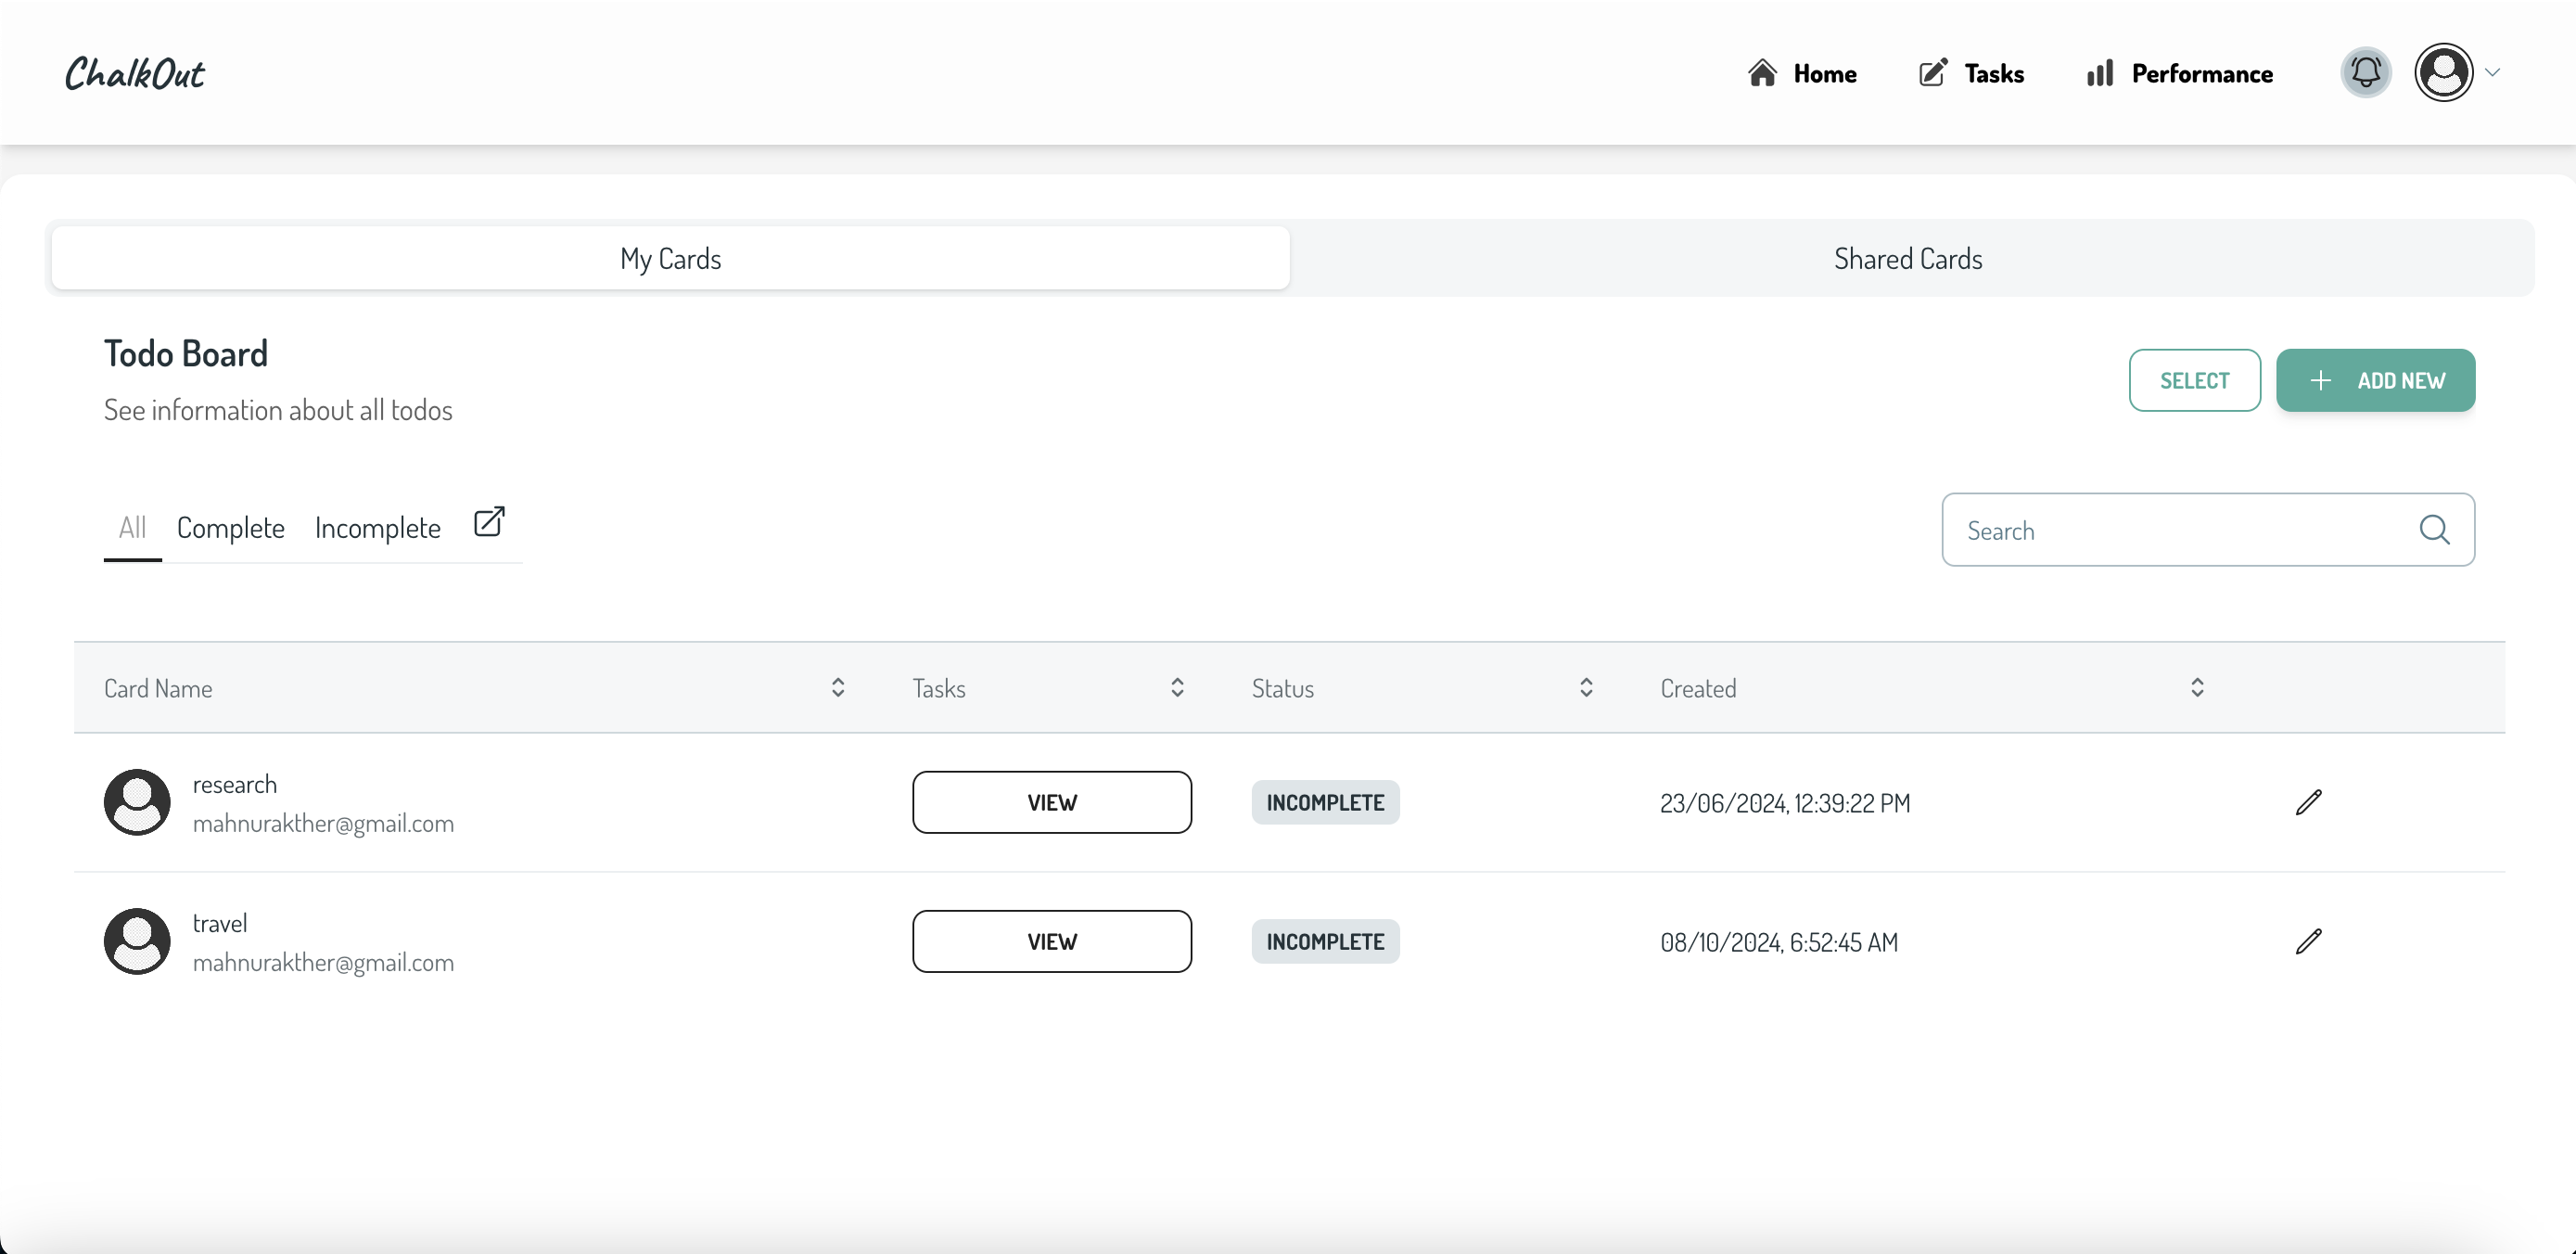 ChalkOut
Home Tasks Performance
My Cards Shared Cards
Todo Board
See information about all todos
SELECT + ADD NEW
All Complete Incomplete
Search
Card Name Tasks Status Created
research
mahnurakther@gmail.com
VIEW INCOMPLETE 23/06/2024, 12:39:22 PM
travel
mahnurakther@gmail.com
VIEW INCOMPLETE 08/10/2024, 6:52:45 AM